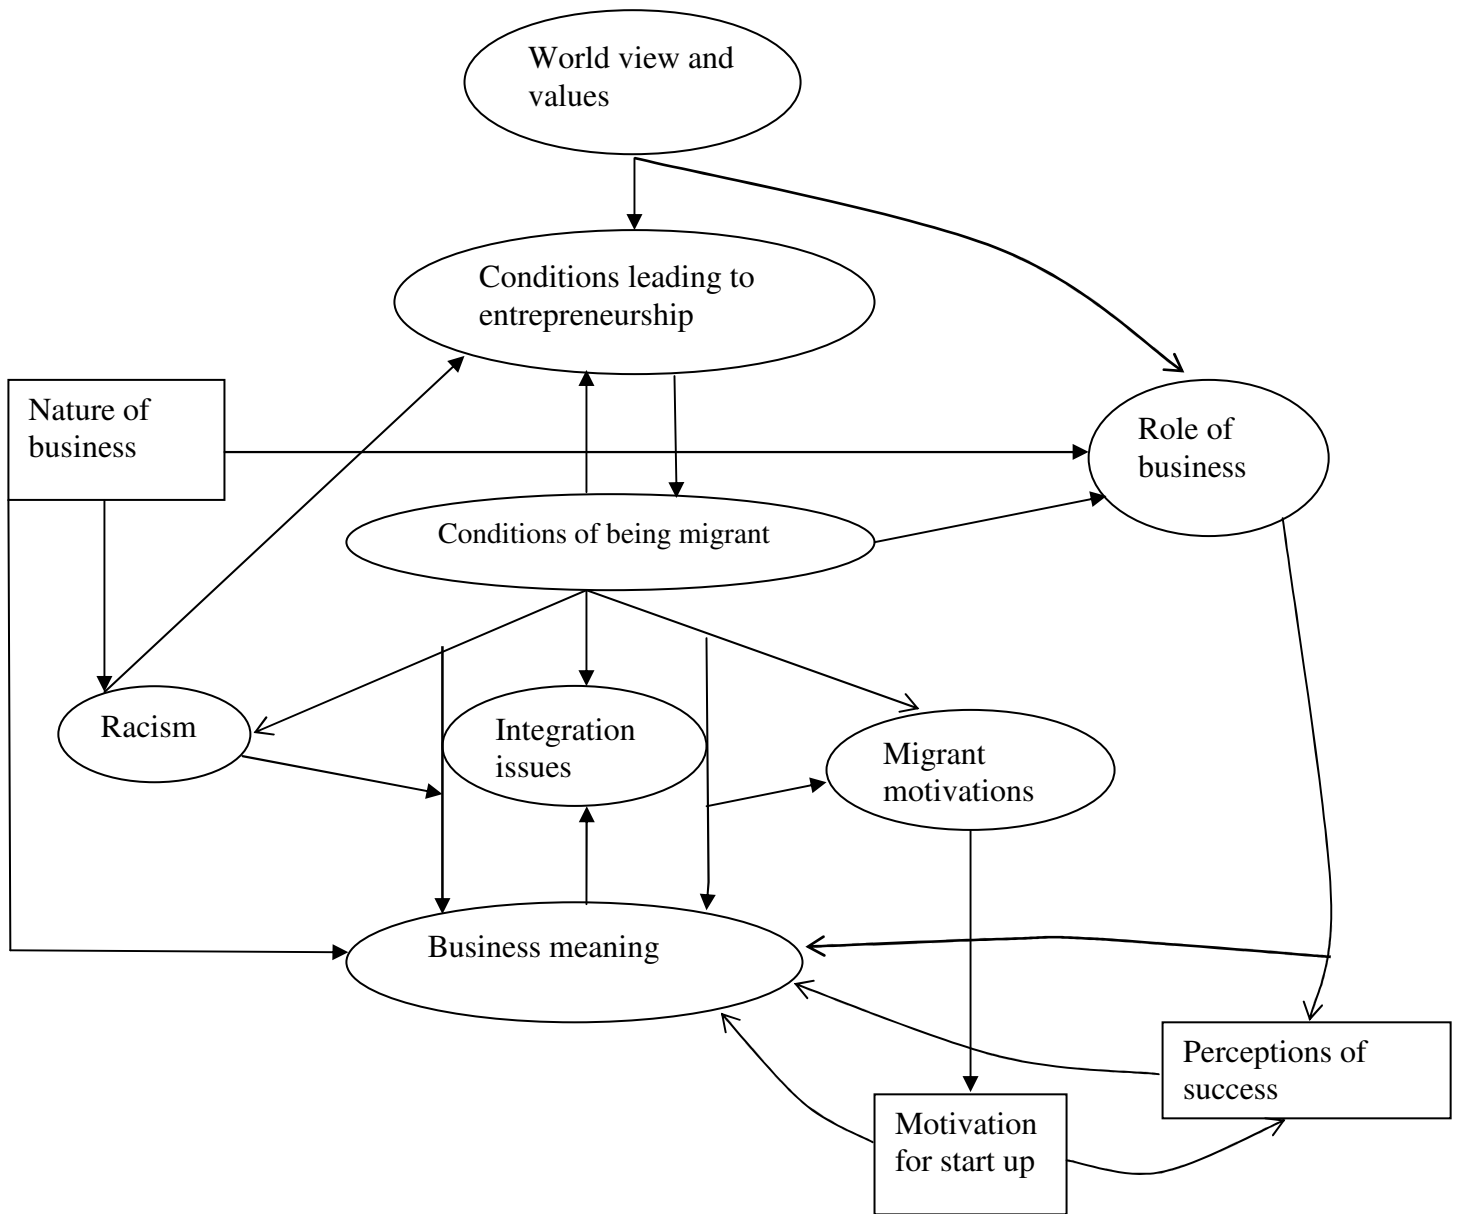 World view and
values
Conditions leading to
entrepreneurship
Nature of
business
Role of
business
Conditions of being migrant
Racism
Integration
issues
Migrant
motivations
Business meaning
Perceptions of
success
Motivation
for start up